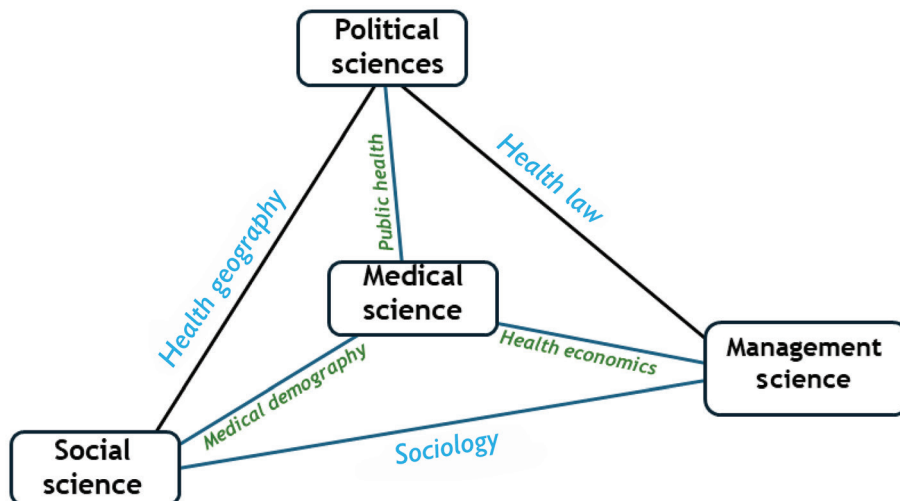 Political
sciences
Health geography
Public health
Health law
Medical
science
Medical demography
Health economics
Management
science
Social
science
Sociology